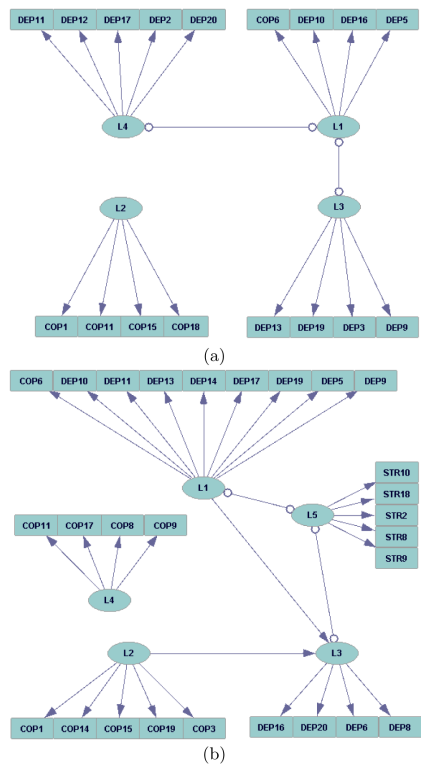 DEP11 DEP12 DEP17 DEP2 DEP20 COP6 DEP10 DEP16 DEP5
L4 L1
L2 L3
COP1 COP11 COP15 COP18 DEP13 DEP19 DEP3 DEP9
(a)
COP6 DEP10 DEP11 DEP13 DEP14 DEP17 DEP19 DEP5 DEP9
L1
STR10
STR18
L5 STR2
STR8
STR9
COP11 COP17 COP8 COP9
L4
L2 L3
COP1 COP14 COP15 COP19 COP3 DEP16 DEP20 DEP6 DEP8
(b)